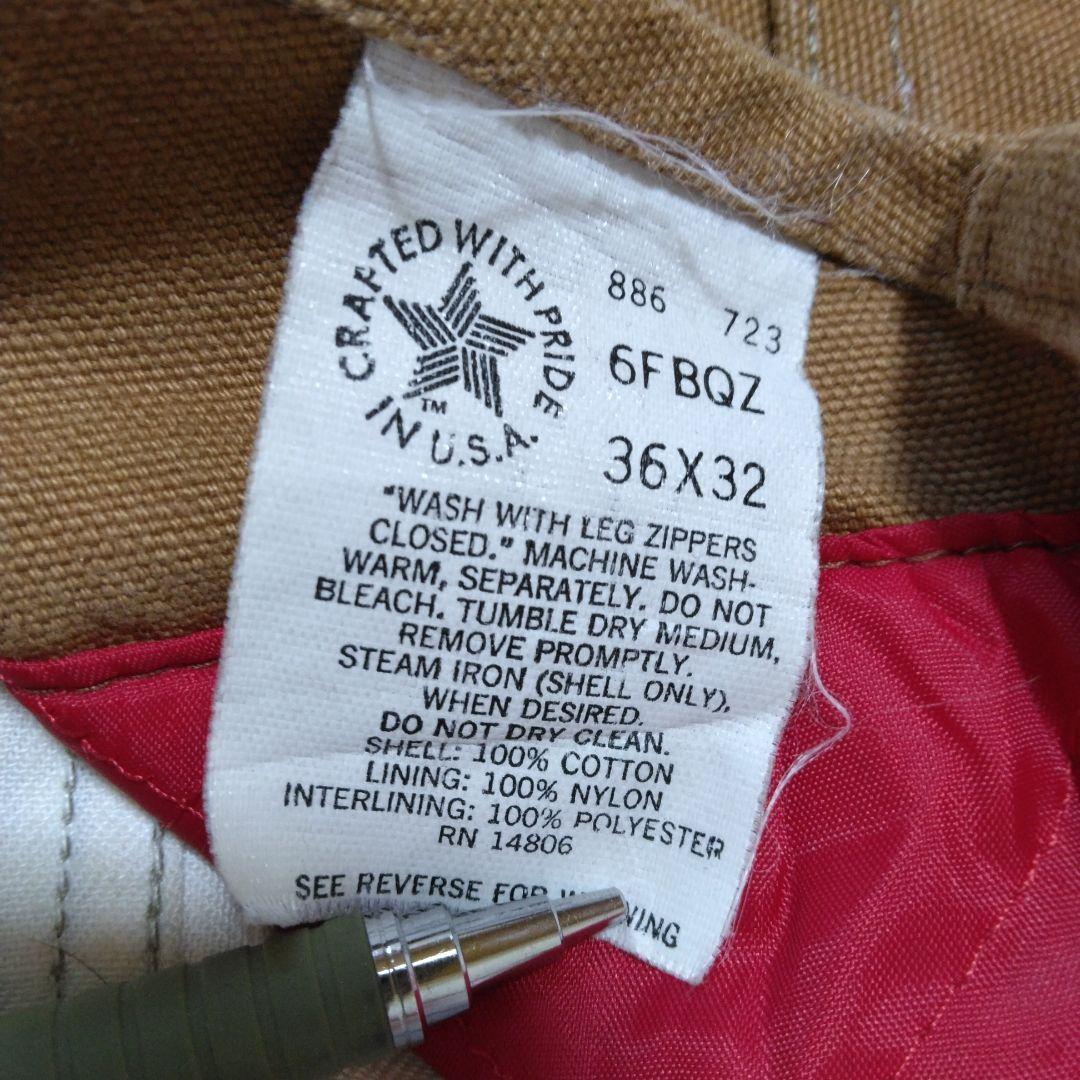 CRAFTED WITH PRIDE
IN U.S.A.
TM
886 723
6FBQZ
36X32
"WASH WITH LEG ZIPPERS
CLOSED." MACHINE WASH-
WARM, SEPARATELY. DO NOT
BLEACH. TUMBLE DRY MEDIUM,
REMOVE PROMPTLY.
STEAM IRON (SHELL ONLY),
WHEN DESIRED.
DO NOT DRY CLEAN.
SHELL: 100% COTTON
LINING: 100% NYLON
INTERLINING: 100% POLYESTER
RN 14806
SEE REVERSE FOR